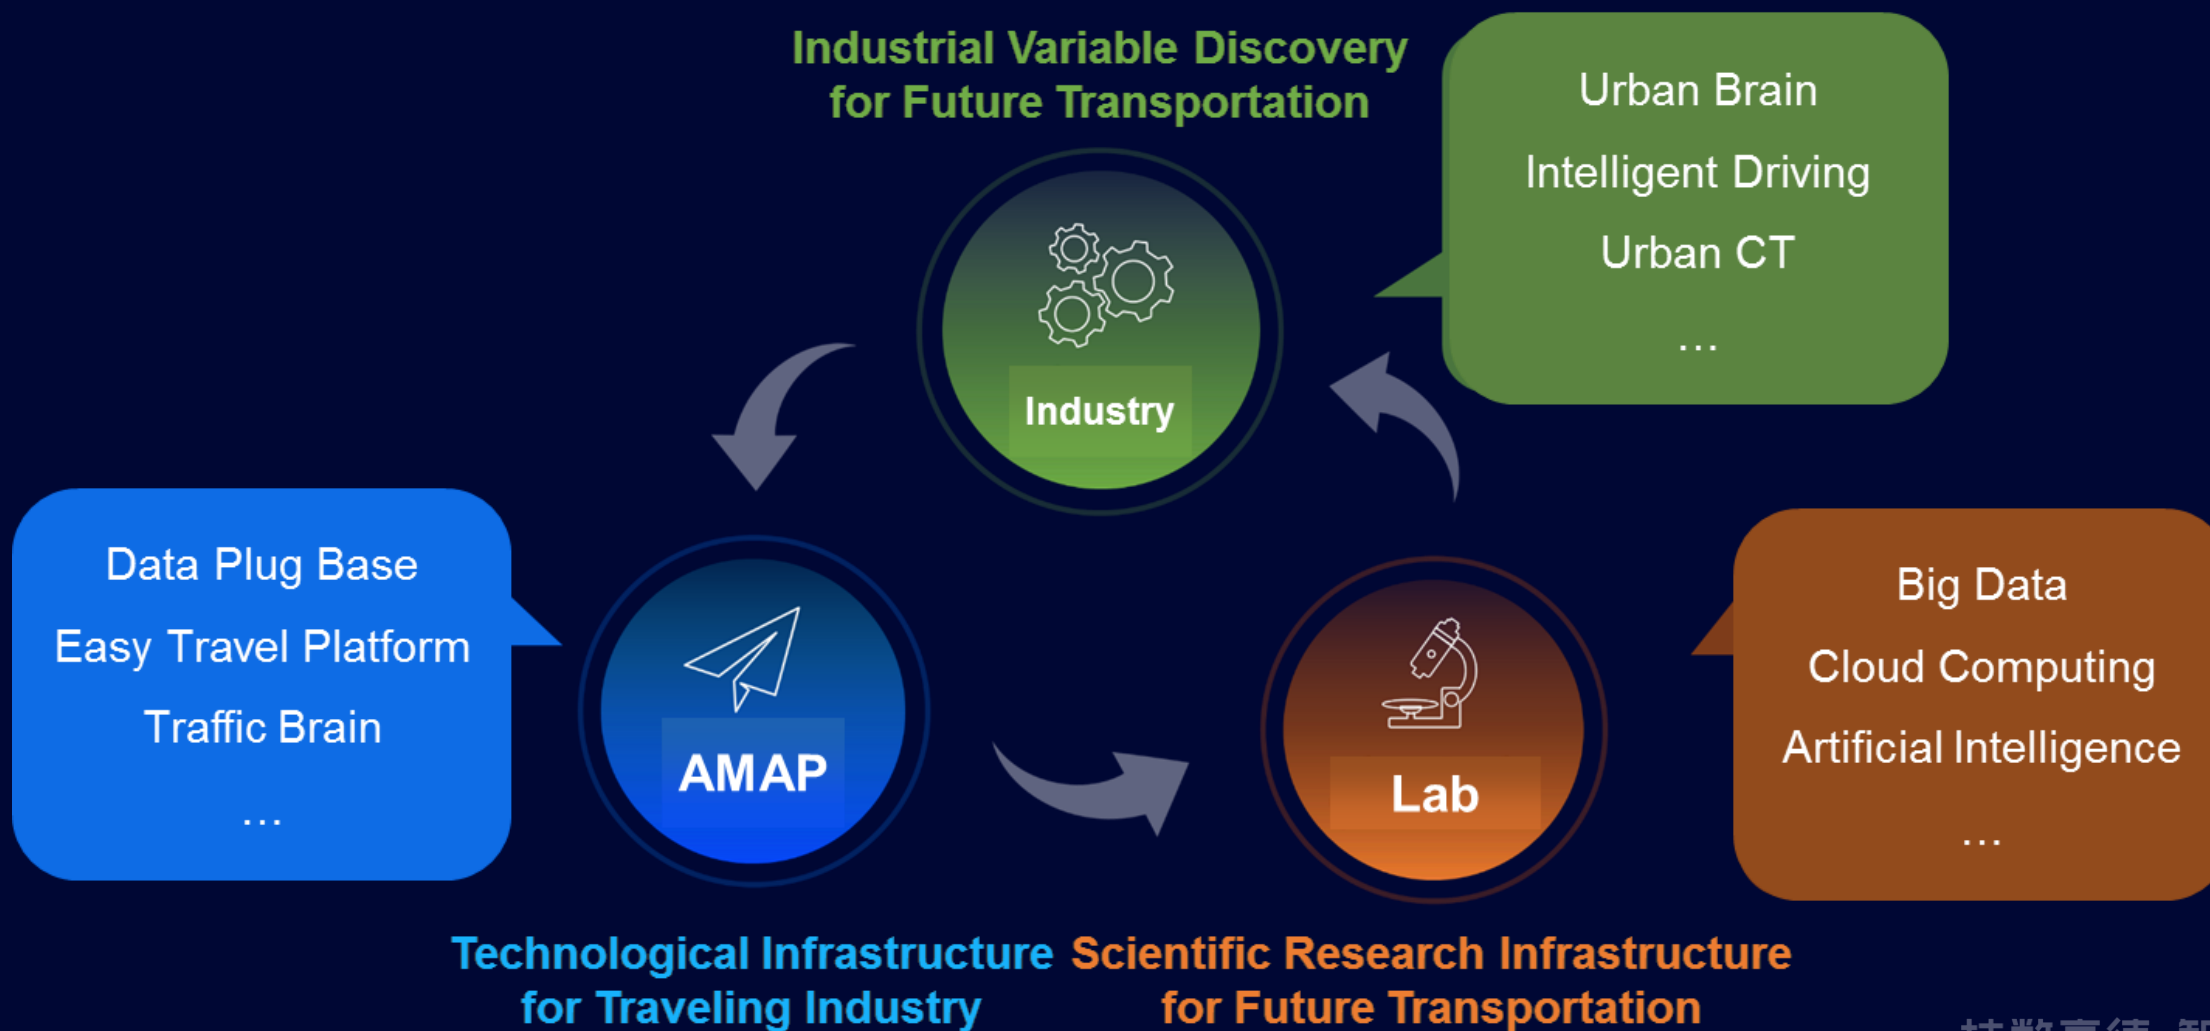 Industrial Variable Discovery
for Future Transportation
Urban Brain
Intelligent Driving
Urban CT
...
Industry
Data Plug Base
Easy Travel Platform
Traffic Brain
...
AMAP
Lab
Big Data
Cloud Computing
Artificial Intelligence
...
Technological Infrastructure
for Traveling Industry
Scientific Research Infrastructure
for Future Transportation